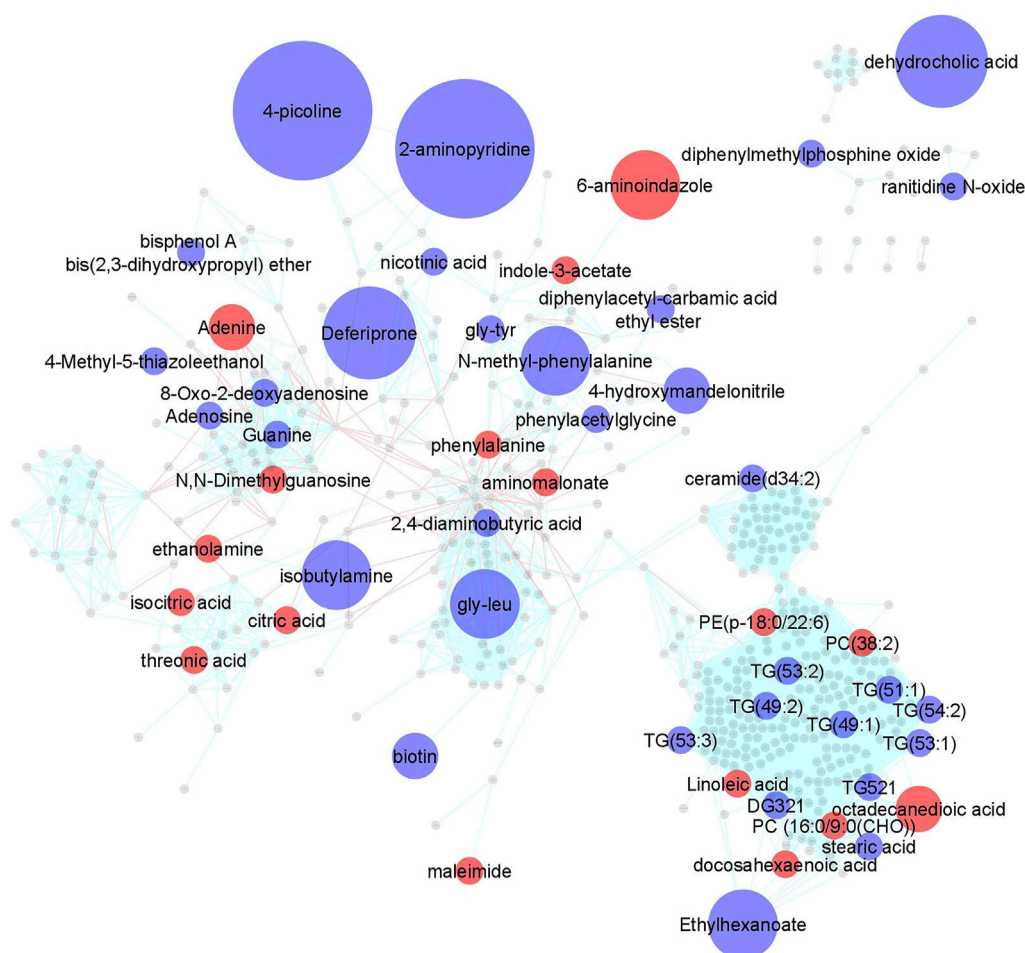 dehydrocholic acid
4-picoline
2-aminopyridine
diphenylmethylphosphine oxide
6-aminoindazole
ranitidine N-oxide
bisphenol A
bis(2,3-dihydroxypropyl) ether
nicotinic acid
indole-3-acetate
diphenylacetyl-carbamic acid
ethyl ester
Adenine
Deferiprone
gly-tyr
4-Methyl-5-thiazoleethanol
N-methyl-phenylalanine
8-Oxo-2-deoxyadenosine
4-hydroxymandelonitrile
Adenosine
phenylacetylglycine
Guanine
phenylalanine
N,N-Dimethylguanosine
aminomalonate
ceramide(d34:2)
2,4-diaminobutyric acid
ethanolamine
isobutylamine
isocitric acid
gly-leu
citric acid
PE(p-18:0/22:6)
PC(38:2)
threonic acid
TG(53:2)
TG(51:1)
TG(49:2)
TG(54:2)
TG(49:1)
TG(53:3)
TG(53:1)
biotin
Linoleic acid
TG521
DG321
octadecanedioic acid
PC (16:0/9:0(CHO))
stearic acid
docosahexaenoic acid
maleimide
Ethylhexanoate